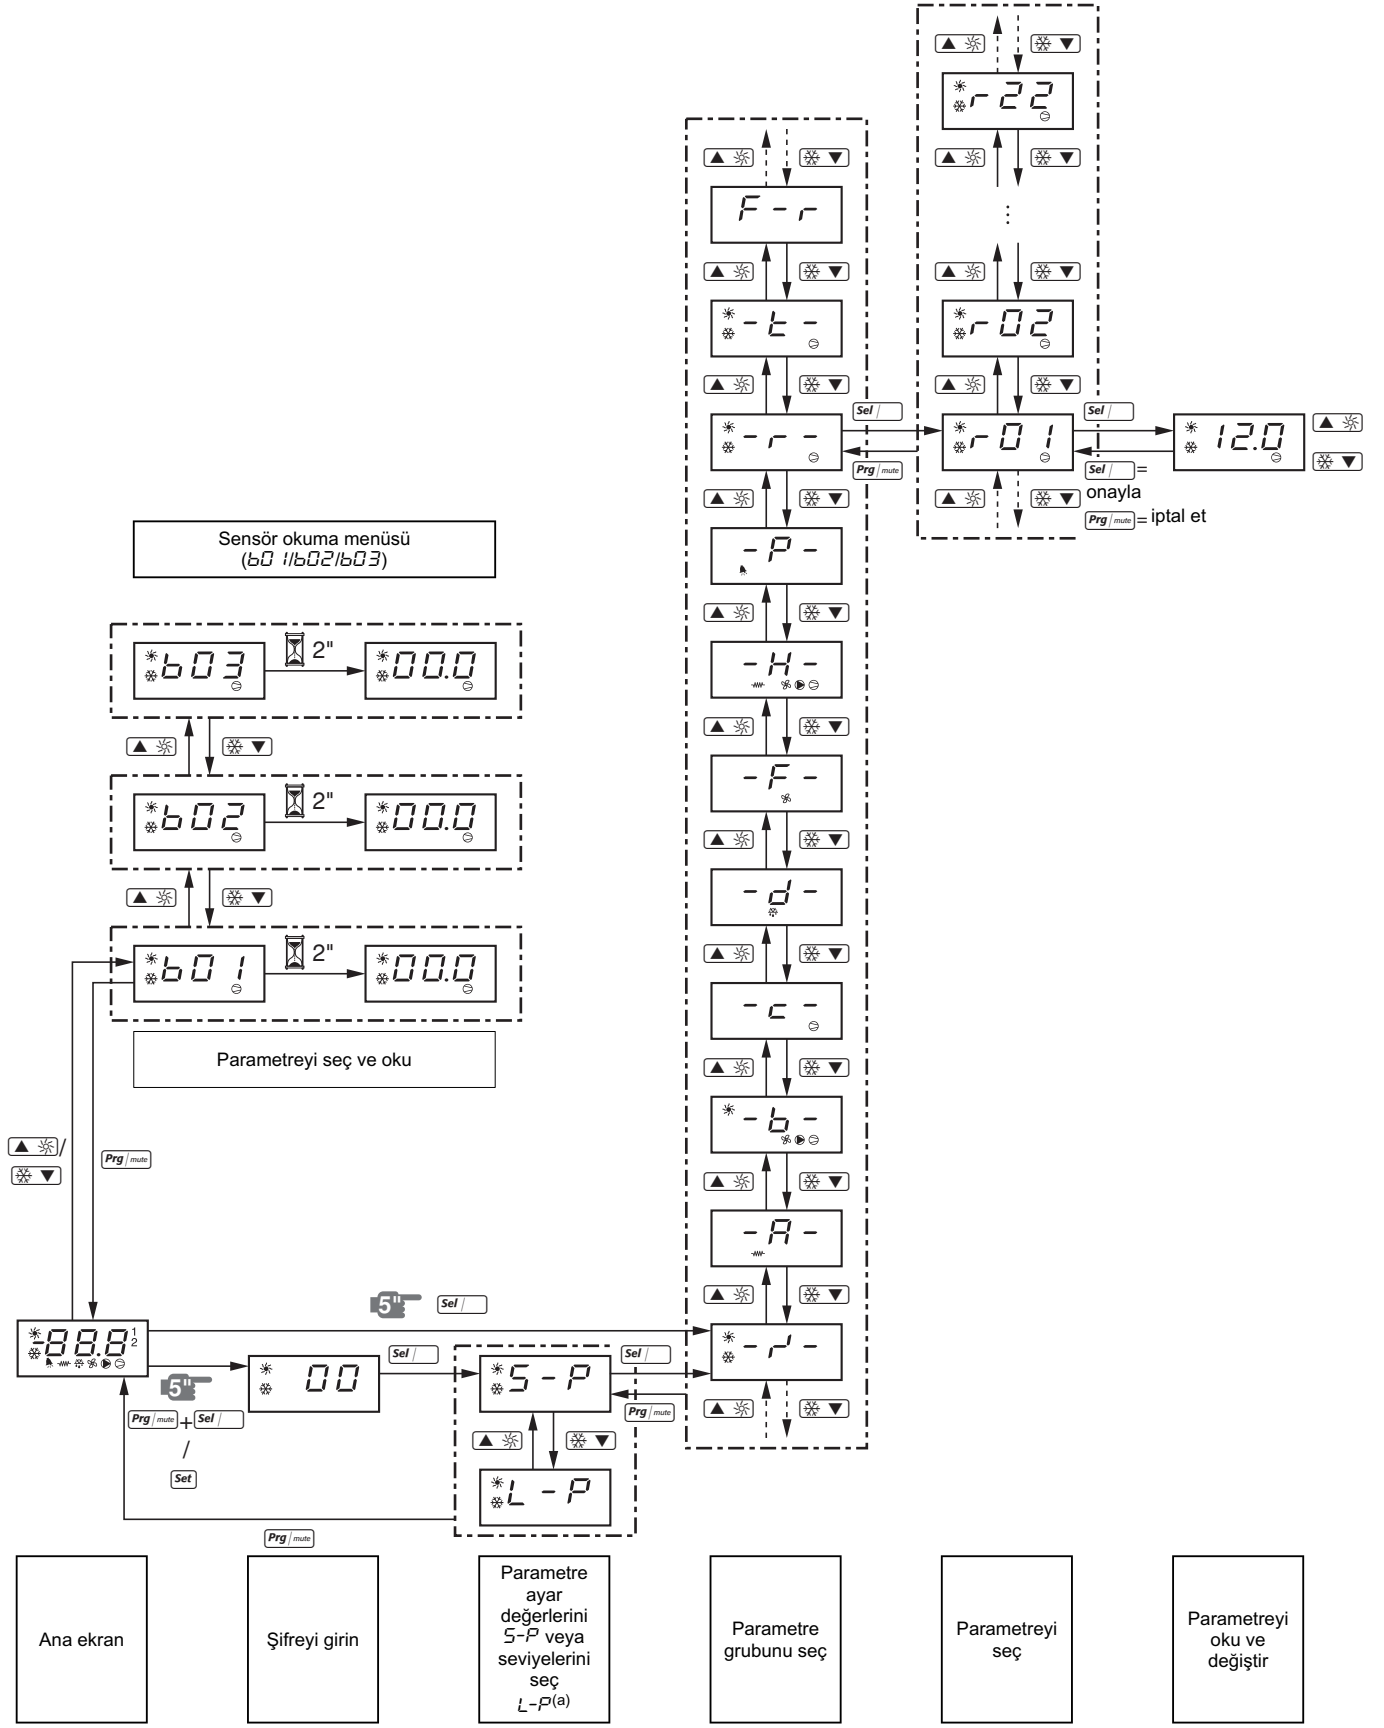 r22
F-r
⋮
r02
-t-
Sel
Sel
-r-
r01
12.0
Prg/mute
Sel =
onayla
Prg/mute = iptal et
-P-
Sensör okuma menüsü
(b01/b02/b03)
-H-
b03
2"
00.0
-F-
b02
2"
00.0
-d-
b01
2"
00.0
-c-
Parametreyi seç ve oku
-b-
/
Prg/mute
-A-
5"
Sel
-88.8
1
2
-r'-
Sel
Sel
00
S-P
5"
Prg/mute + Sel
/
Set
Prg/mute
L-P
Prg/mute
Ana ekran
Şifreyi girin
Parametre
ayar
değerlerini
S-P veya
seviyelerini
seç
L-P(a)
Parametre
grubunu seç
Parametreyi
seç
Parametreyi
oku ve
değiştir